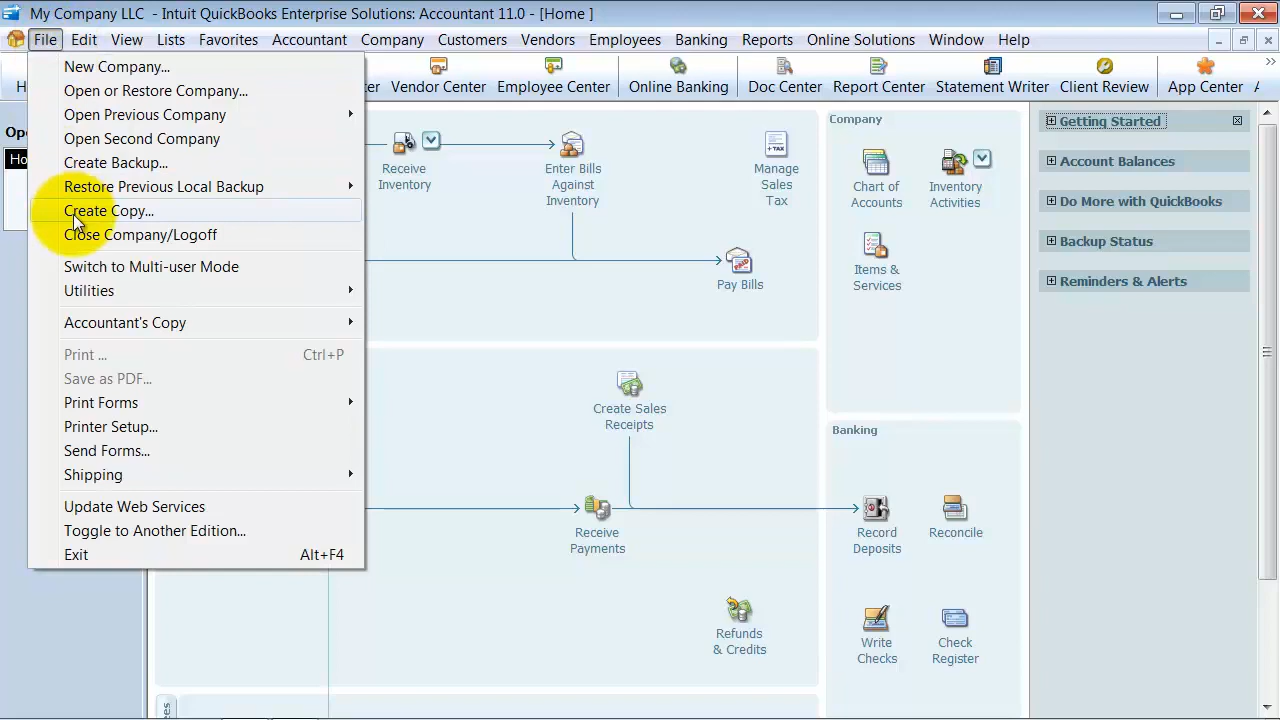 My Company LLC - Intuit QuickBooks Enterprise Solutions: Accountant 11.0 - [Home ]
File Edit View Lists Favorites Accountant Company Customers Vendors Employees Banking Reports Online Solutions Window Help
Vendor Center Employee Center Online Banking Doc Center Report Center Statement Writer Client Review App Center
New Company...
Open or Restore Company...
Open Previous Company
Open Second Company
Create Backup...
Restore Previous Local Backup
Create Copy...
Close Company/Logoff
Switch to Multi-user Mode
Utilities
Accountant's Copy
Print ... Ctrl+P
Save as PDF...
Print Forms
Printer Setup...
Send Forms...
Shipping
Update Web Services
Toggle to Another Edition...
Exit Alt+F4
Receive
Inventory
Enter Bills
Against
Inventory
+TAX
Manage
Sales
Tax
Pay Bills
Create Sales
Receipts
Receive
Payments
Refunds
& Credits
Company
Chart of
Accounts
Inventory
Activities
Items &
Services
Banking
Record
Deposits
Reconcile
Write
Checks
Check
Register
Getting Started
Account Balances
Do More with QuickBooks
Backup Status
Reminders & Alerts